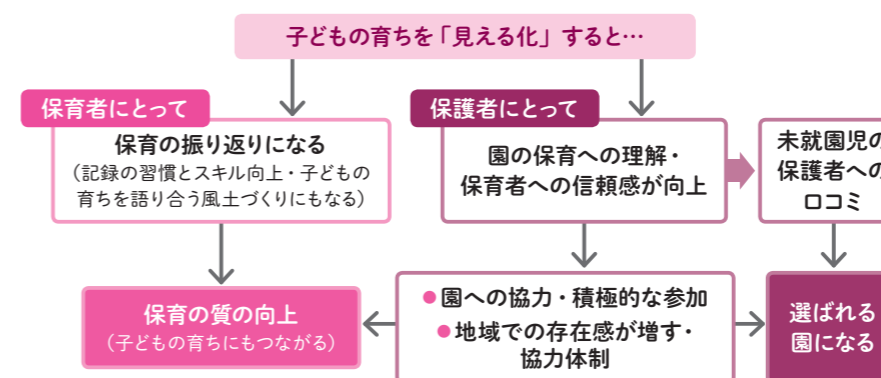 子どもの育ちを「見える化」すると…
保育者にとって
保育の振り返りになる
（記録の習慣とスキル向上・子どもの
育ちを語り合う風土づくりにもなる）
保護者にとって
園の保育への理解・
保育者への信頼感が向上
未就園児の
保護者への
口コミ
保育の質の向上
（子どもの育ちにもつながる）
●園への協力・積極的な参加
●地域での存在感が増す・
協力体制
選ばれる
園になる